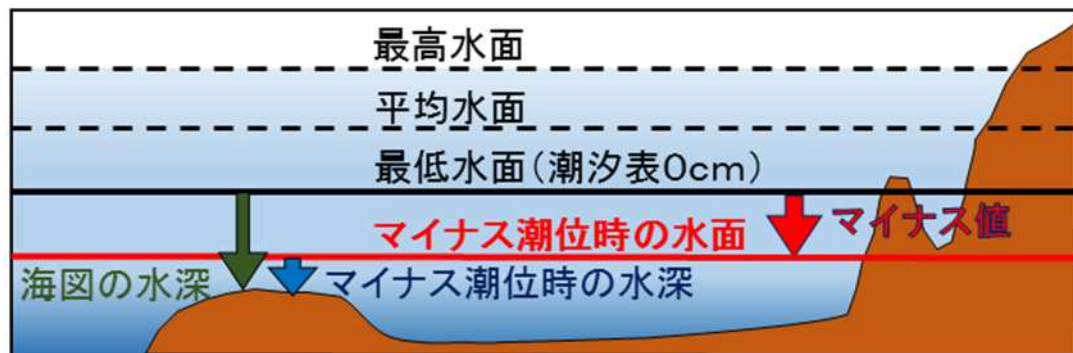 最高水面
平均水面
最低水面(潮汐表0cm)
マイナス潮位時の水面
マイナス値
海図の水深
マイナス潮位時の水深